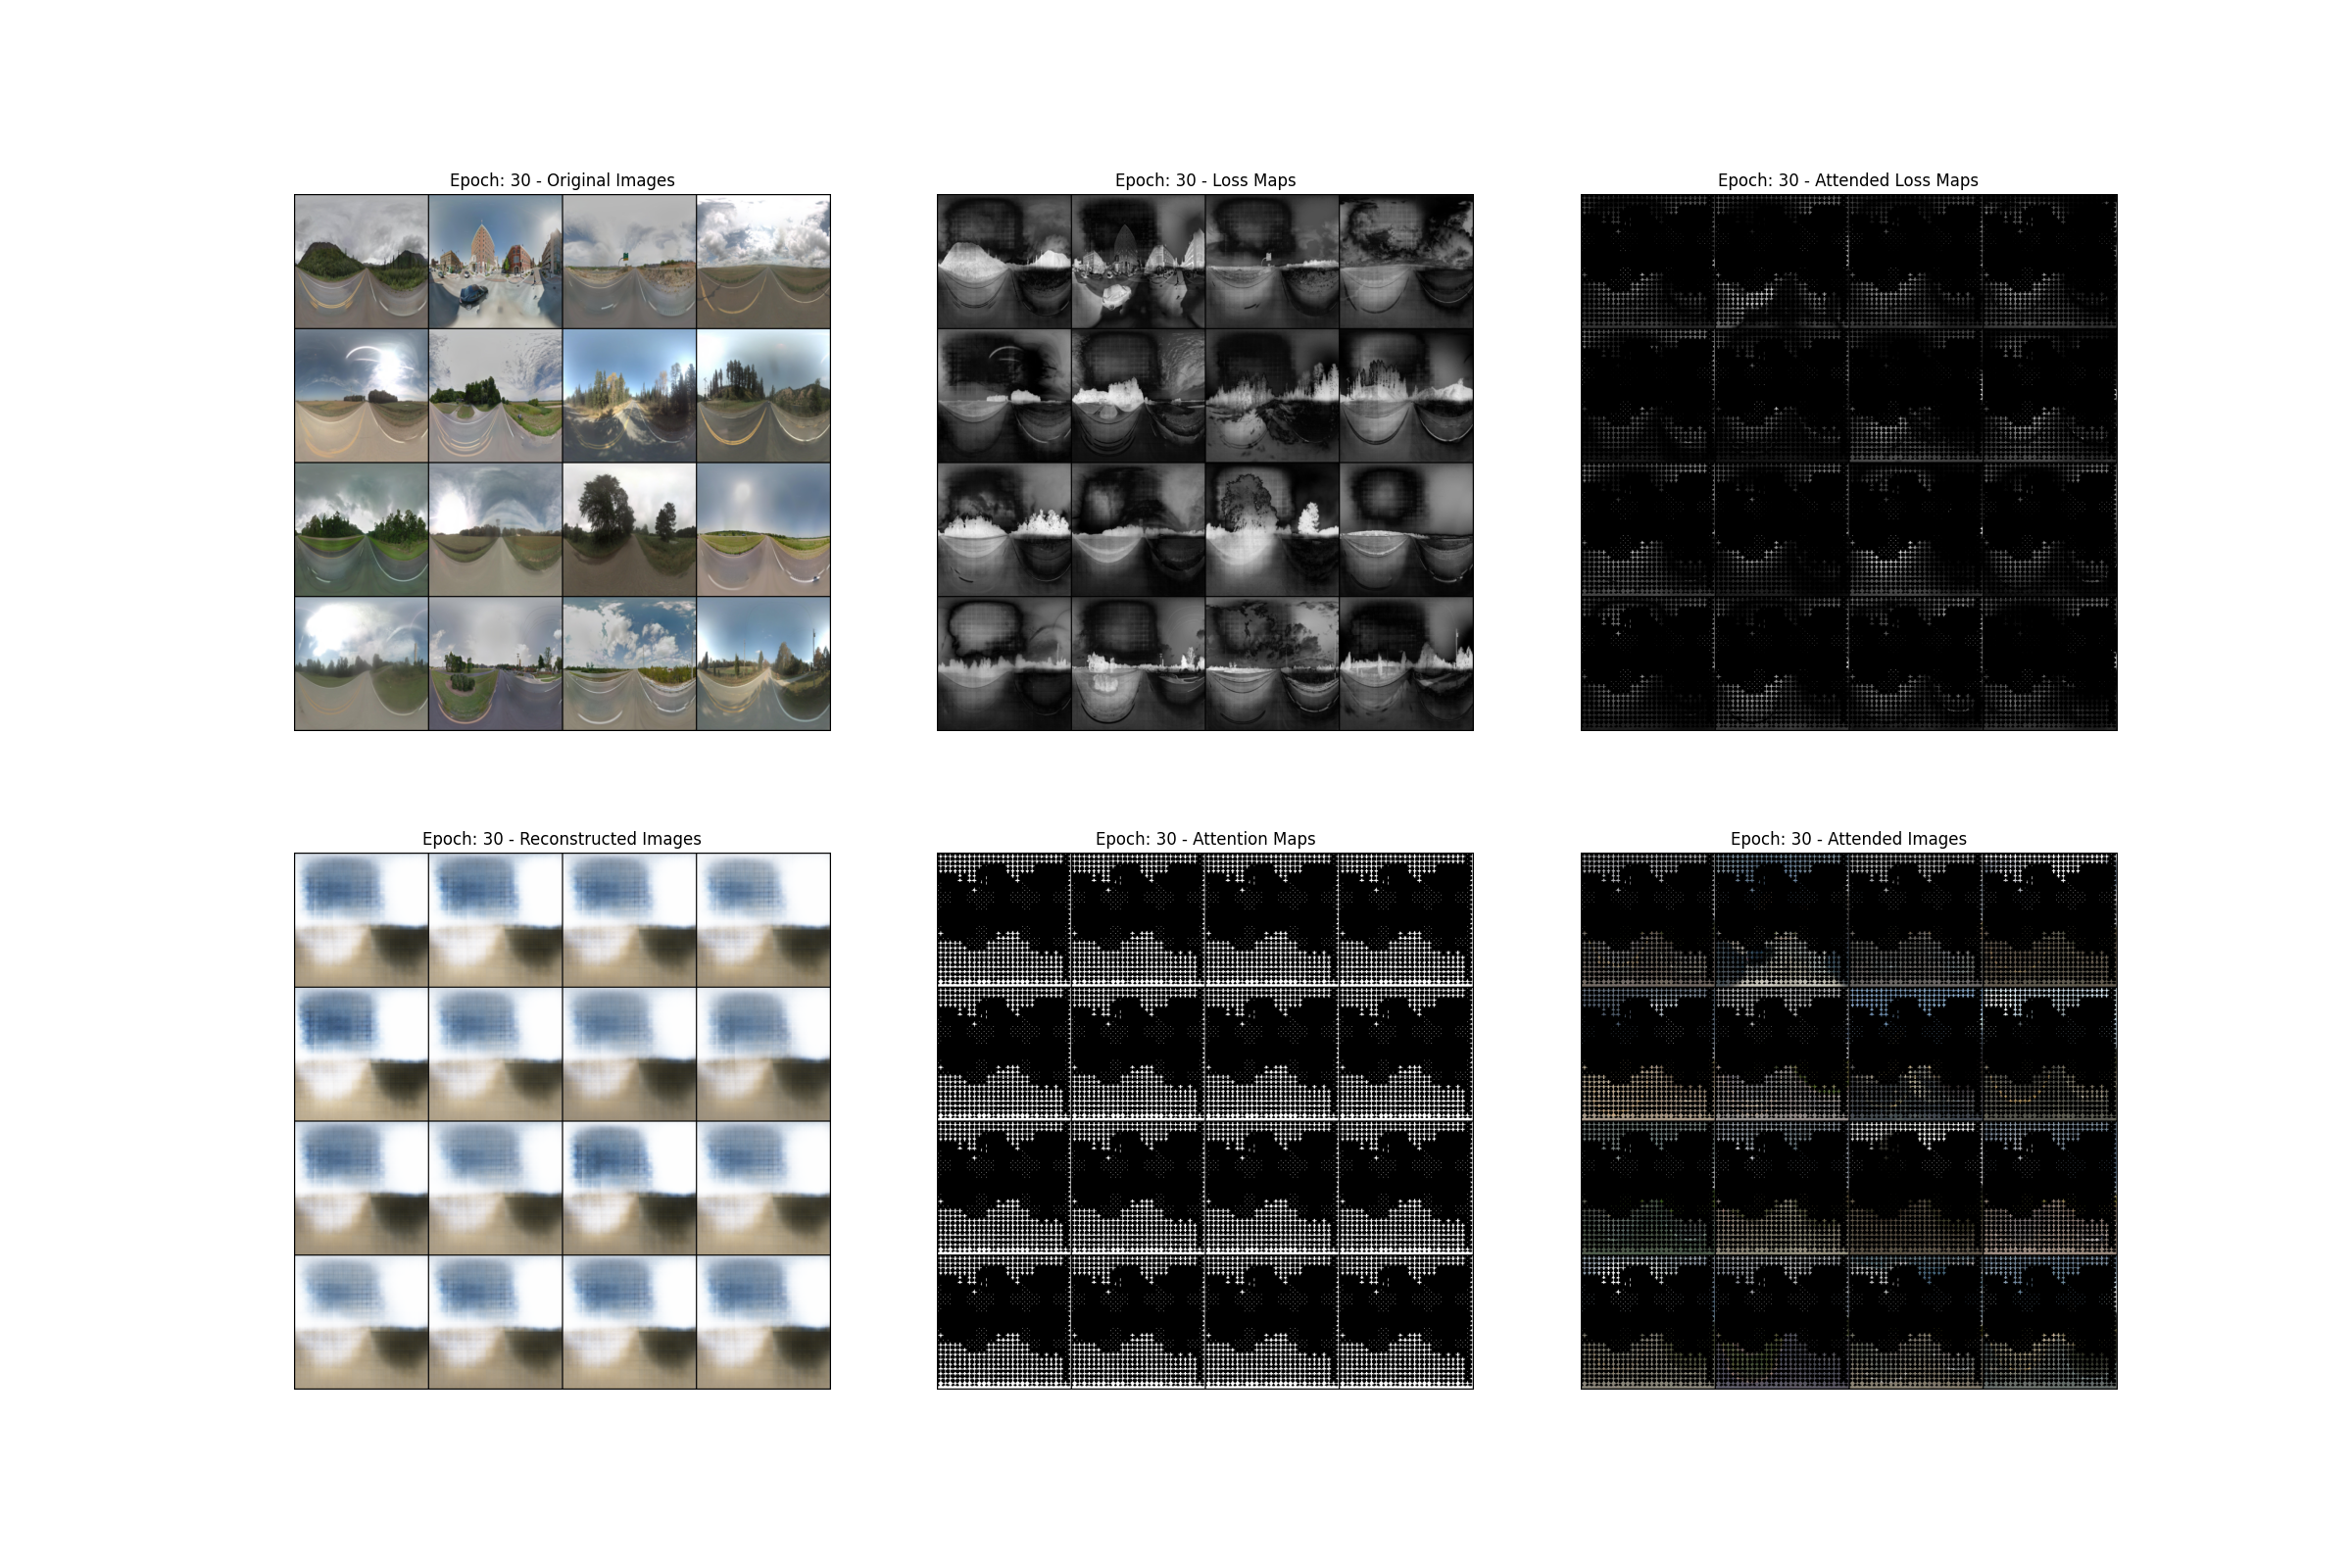 Epoch: 30 - Original Images
Epoch: 30 - Loss Maps
Epoch: 30 - Attended Loss Maps
Epoch: 30 - Reconstructed Images
Epoch: 30 - Attention Maps
Epoch: 30 - Attended Images